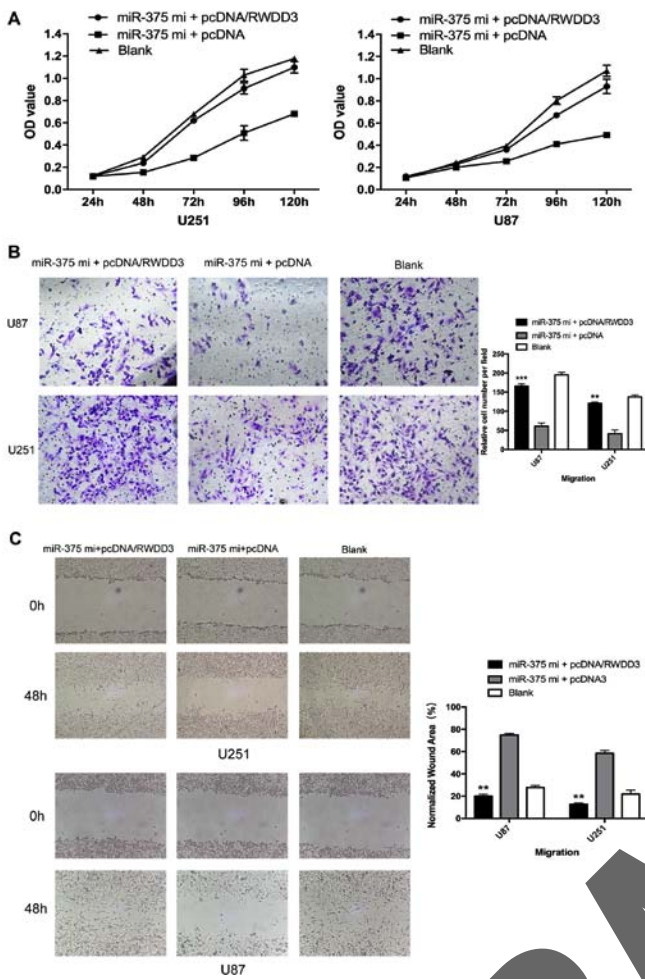 A
miR-375 mi + pcDNA/RWDD3
miR-375 mi + pcDNA
Blank
OD value
1.4
1.2
1.0
0.8
0.6
0.4
0.2
0.0
24h 48h 72h 96h 120h
U251
miR-375 mi + pcDNA/RWDD3
miR-375 mi + pcDNA
Blank
OD value
1.4
1.2
1.0
0.8
0.6
0.4
0.2
0.0
24h 48h 72h 96h 120h
U87
B
miR-375 mi + pcDNA/RWDD3 miR-375 mi + pcDNA Blank
U87
U251
miR-375 mi + pcDNA/RWDD3
miR-375 mi + pcDNA
Blank
Relative cell number per field
200
150
100
50
0
***
**
U87 U251
Migration
C
miR-375 mi+pcDNA/RWDD3 miR-375 mi+pcDNA Blank
0h
48h
U251
0h
48h
U87
miR-375 mi + pcDNA/RWDD3
miR-375 mi + pcDNA3
Blank
Normalized Wound Area (%)
100
80
60
40
20
0
**
**
U87 U251
Migration